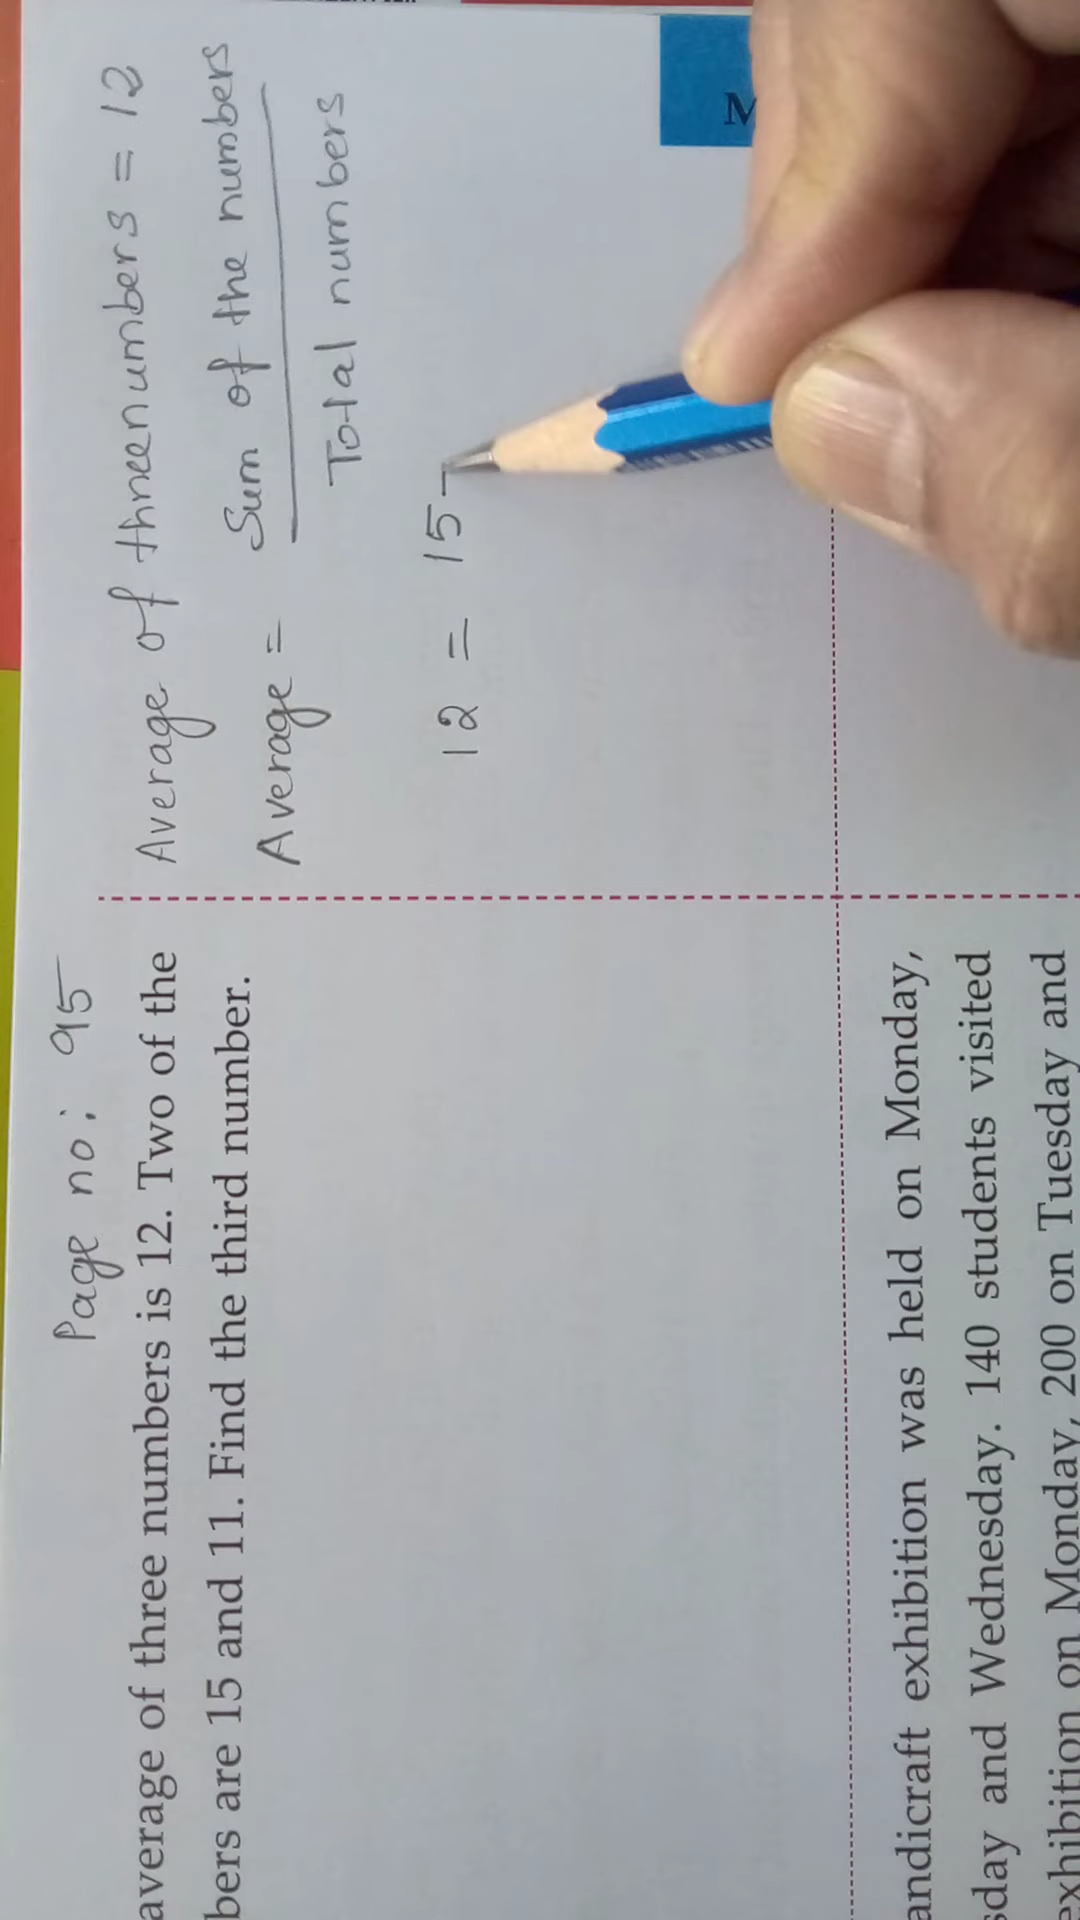 Page no: 95
average of three numbers is 12. Two of the
bers are 15 and 11. Find the third number.
Average of threenumbers = 12
Average = Sum of the numbers
Total numbers
12 = 15
M
andicraft exhibition was held on Monday,
sday and Wednesday. 140 students visited
exhibition on Monday, 200 on Tuesday and